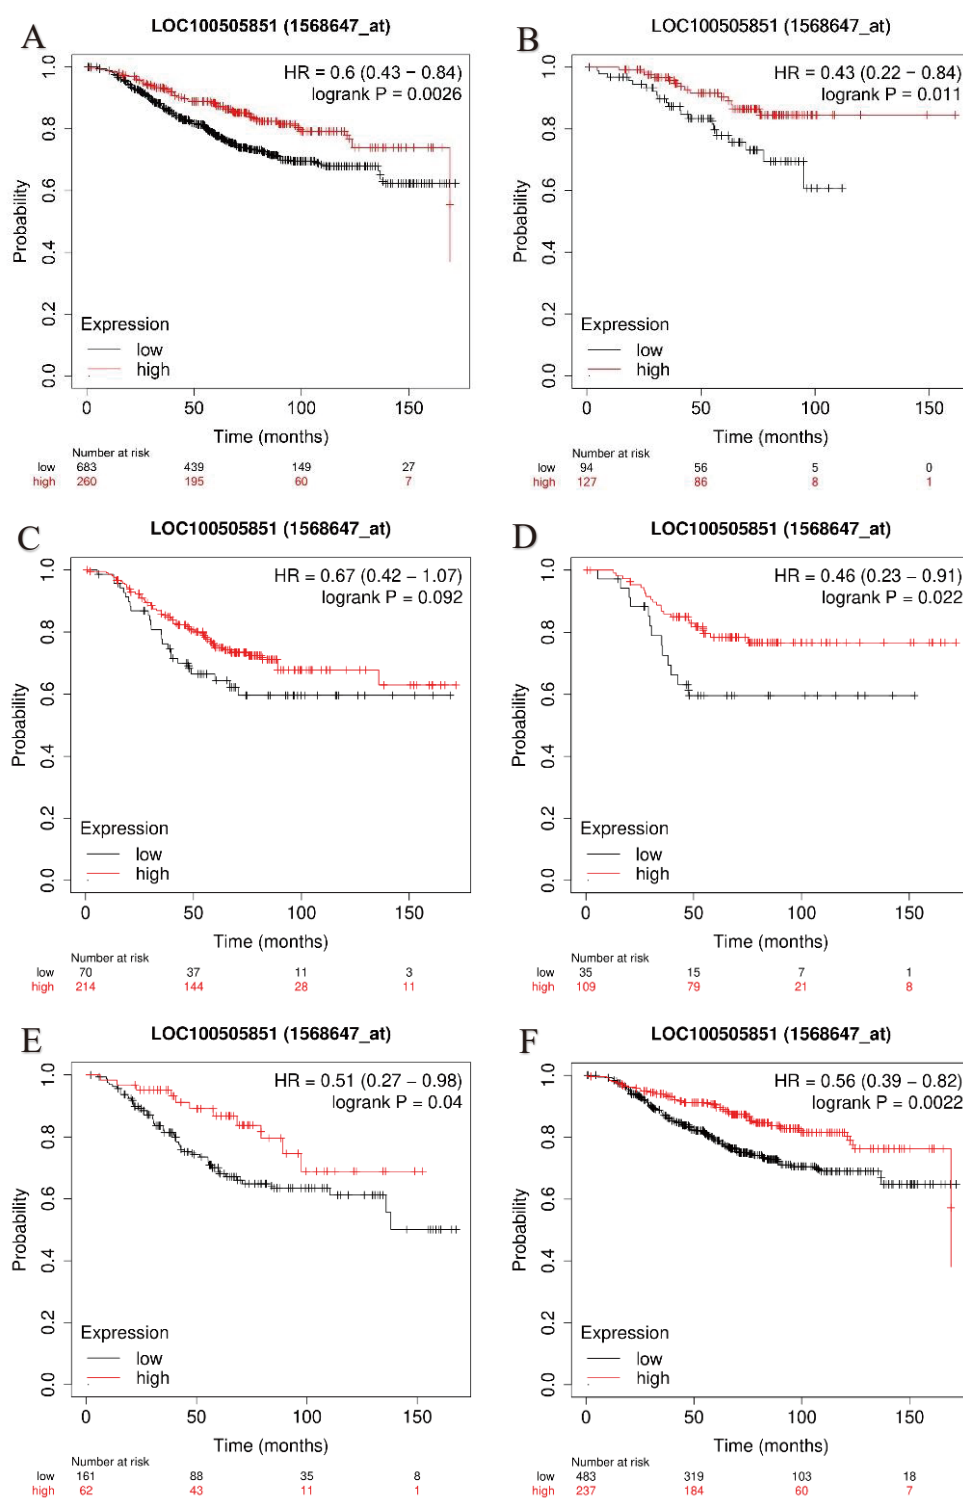 A
LOC100505851 (1568647_at)
HR = 0.6 (0.43 − 0.84)
logrank P = 0.0026
Probability
1.0
0.8
0.6
0.4
0.2
0.0
Expression
low
high
0 50 100 150
Time (months)
Number at risk
low 683 439 149 27
high 260 195 60 7
B
LOC100505851 (1568647_at)
HR = 0.43 (0.22 − 0.84)
logrank P = 0.011
Probability
1.0
0.8
0.6
0.4
0.2
0.0
Expression
low
high
0 50 100 150
Time (months)
Number at risk
low 94 56 5 0
high 127 86 8 1
C
LOC100505851 (1568647_at)
HR = 0.67 (0.42 − 1.07)
logrank P = 0.092
Probability
1.0
0.8
0.6
0.4
0.2
0.0
Expression
low
high
0 50 100 150
Time (months)
Number at risk
low 70 37 11 3
high 214 144 28 11
D
LOC100505851 (1568647_at)
HR = 0.46 (0.23 − 0.91)
logrank P = 0.022
Probability
1.0
0.8
0.6
0.4
0.2
0.0
Expression
low
high
0 50 100 150
Time (months)
Number at risk
low 35 15 7 1
high 109 79 21 8
E
LOC100505851 (1568647_at)
HR = 0.51 (0.27 − 0.98)
logrank P = 0.04
Probability
1.0
0.8
0.6
0.4
0.2
0.0
Expression
low
high
0 50 100 150
Time (months)
Number at risk
low 161 88 35 8
high 62 43 11 1
F
LOC100505851 (1568647_at)
HR = 0.56 (0.39 − 0.82)
logrank P = 0.0022
Probability
1.0
0.8
0.6
0.4
0.2
0.0
Expression
low
high
0 50 100 150
Time (months)
Number at risk
low 483 319 103 18
high 237 184 60 7